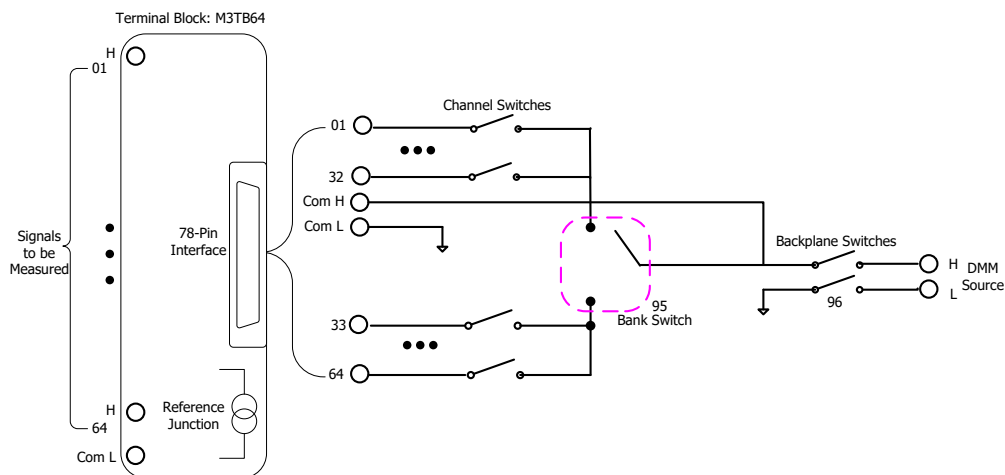 Terminal Block: M3TB64
H
01
Signals
to be
Measured
H
64
Com L
78-Pin
Interface
Reference
Junction
Channel Switches
01
32
Com H
Com L
33
64
95
Bank Switch
Backplane Switches
96
H
L
DMM
Source